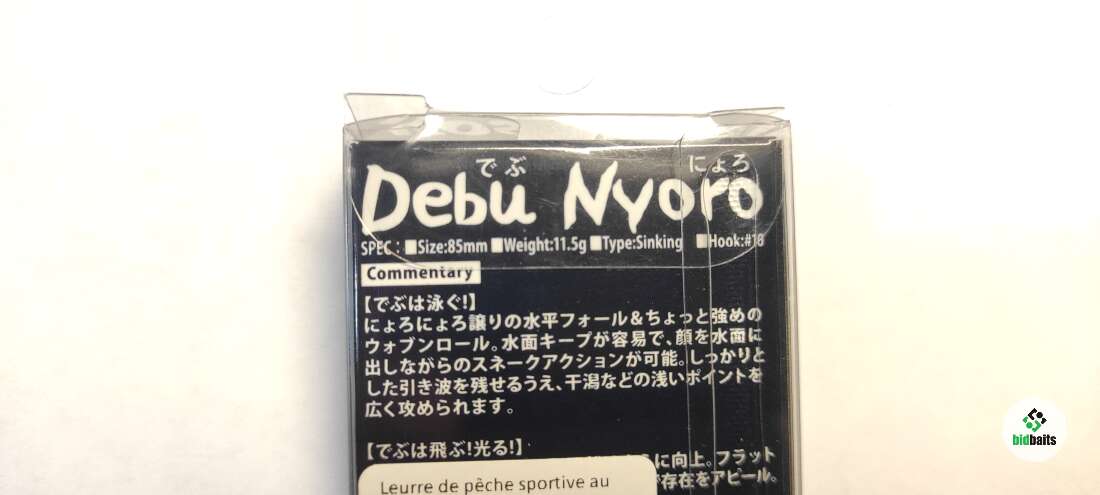 でぶ にょろ
Debu Nyoro
SPEC : ■Size:85mm ■Weight:11.5g ■Type:Sinking ■Hook:#10
Commentary
【でぶは泳ぐ!】
にょろにょろ譲りの水平フォール&ちょっと強めの
ウォブンロール。水面キープが容易で、顔を水面に
出しながらのスネークアクションが可能。しっかりと
した引き波を残せるうえ、干潟などの浅いポイントを
広く攻められます。
【でぶは飛ぶ!光る!】
に向上。フラット
存在をアピール。
Leurre de pêche sportive au
bidbaits